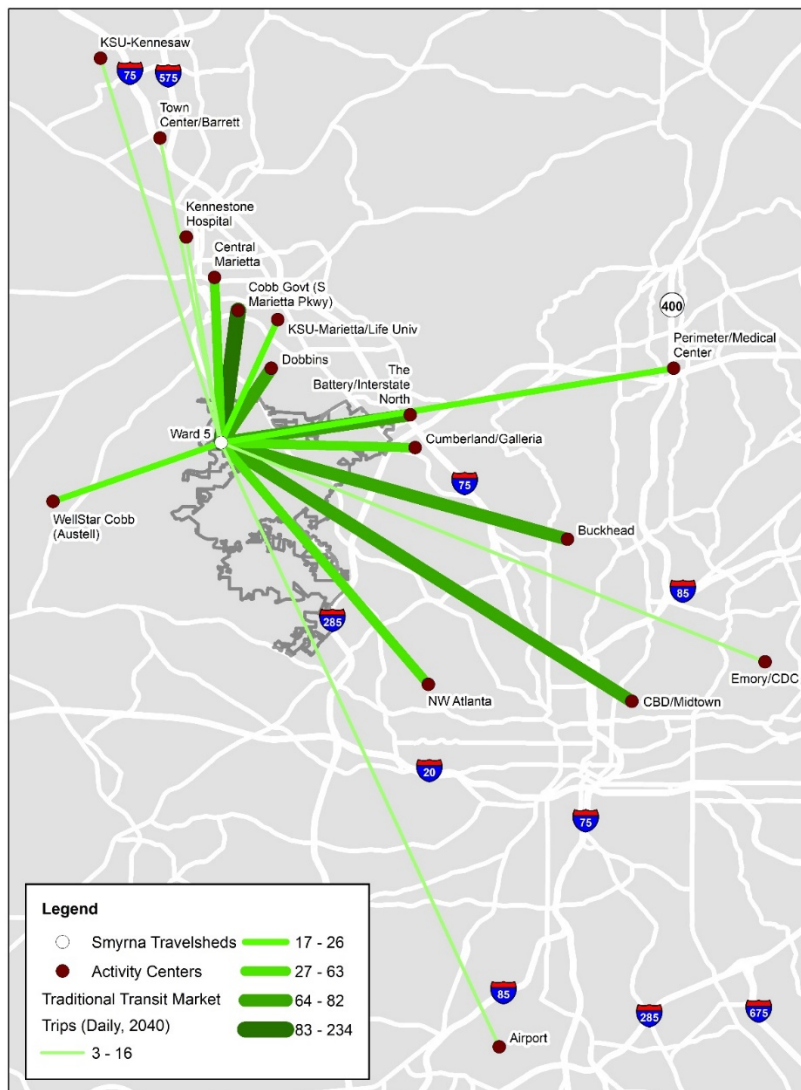 KSU-Kennesaw
75
575
Town
Center/Barrett
Kennestone
Hospital
Central
Marietta
Cobb Govt (S
Marietta Pkwy)
KSU-Marietta/Life Univ
400
Perimeter/Medical
Center
Dobbins
The
Battery/Interstate
North
Ward 5
Cumberland/Galleria
75
WellStar Cobb
(Austell)
Buckhead
85
285
Emory/CDC
NW Atlanta
CBD/Midtown
20
75
Legend
Smyrna Travelsheds
Activity Centers
Traditional Transit Market
Trips (Daily, 2040)
3 - 16
17 - 26
27 - 63
64 - 82
83 - 234
85
285
675
Airport